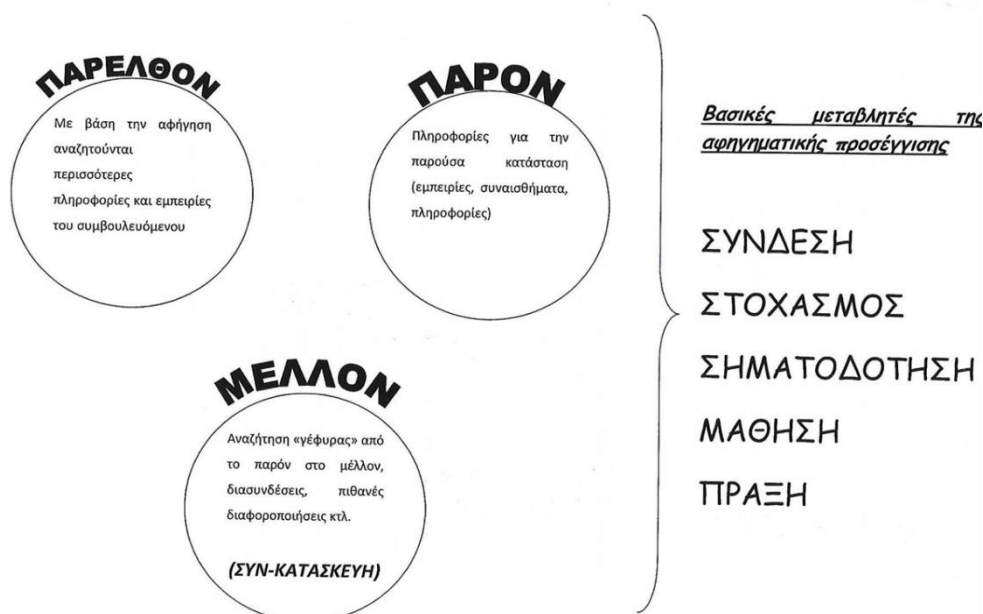 ΠΑΡΕΛΘΟΝ
Με βάση την αφήγηση
αναζητούνται
περισσότερες
πληροφορίες και εμπειρίες
του συμβουλευόμενου
ΠΑΡΟΝ
Πληροφορίες για την
παρούσα κατάσταση
(εμπειρίες, συναισθήματα,
πληροφορίες)
ΜΕΛΛΟΝ
Αναζήτηση «γέφυρας» από
το παρόν στο μέλλον,
διασυνδέσεις, πιθανές
διαφοροποιήσεις κτλ.
(ΣΥΝ-ΚΑΤΑΣΚΕΥΗ)
Βασικές μεταβλητές της
αφηγηματικής προσέγγισης
ΣΥΝΔΕΣΗ
ΣΤΟΧΑΣΜΟΣ
ΣΗΜΑΤΟΔΟΤΗΣΗ
ΜΑΘΗΣΗ
ΠΡΑΞΗ